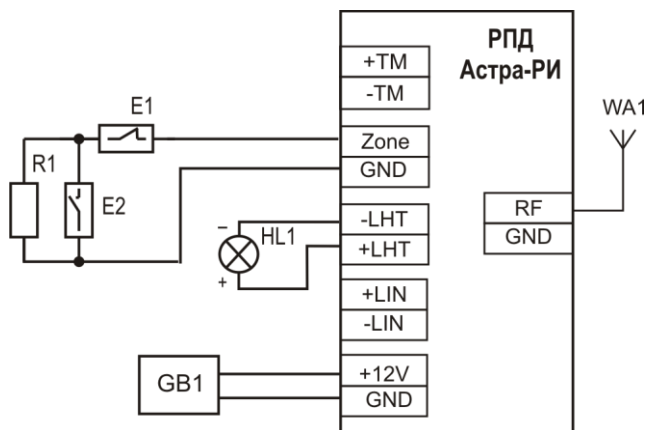 РПД
Астра-РИ
+TM
-TM
E1
WA1
Zone
GND
R1
E2
RF
GND
-LHT
+LHT
–
HL1
+
+LIN
-LIN
GB1
+12V
GND